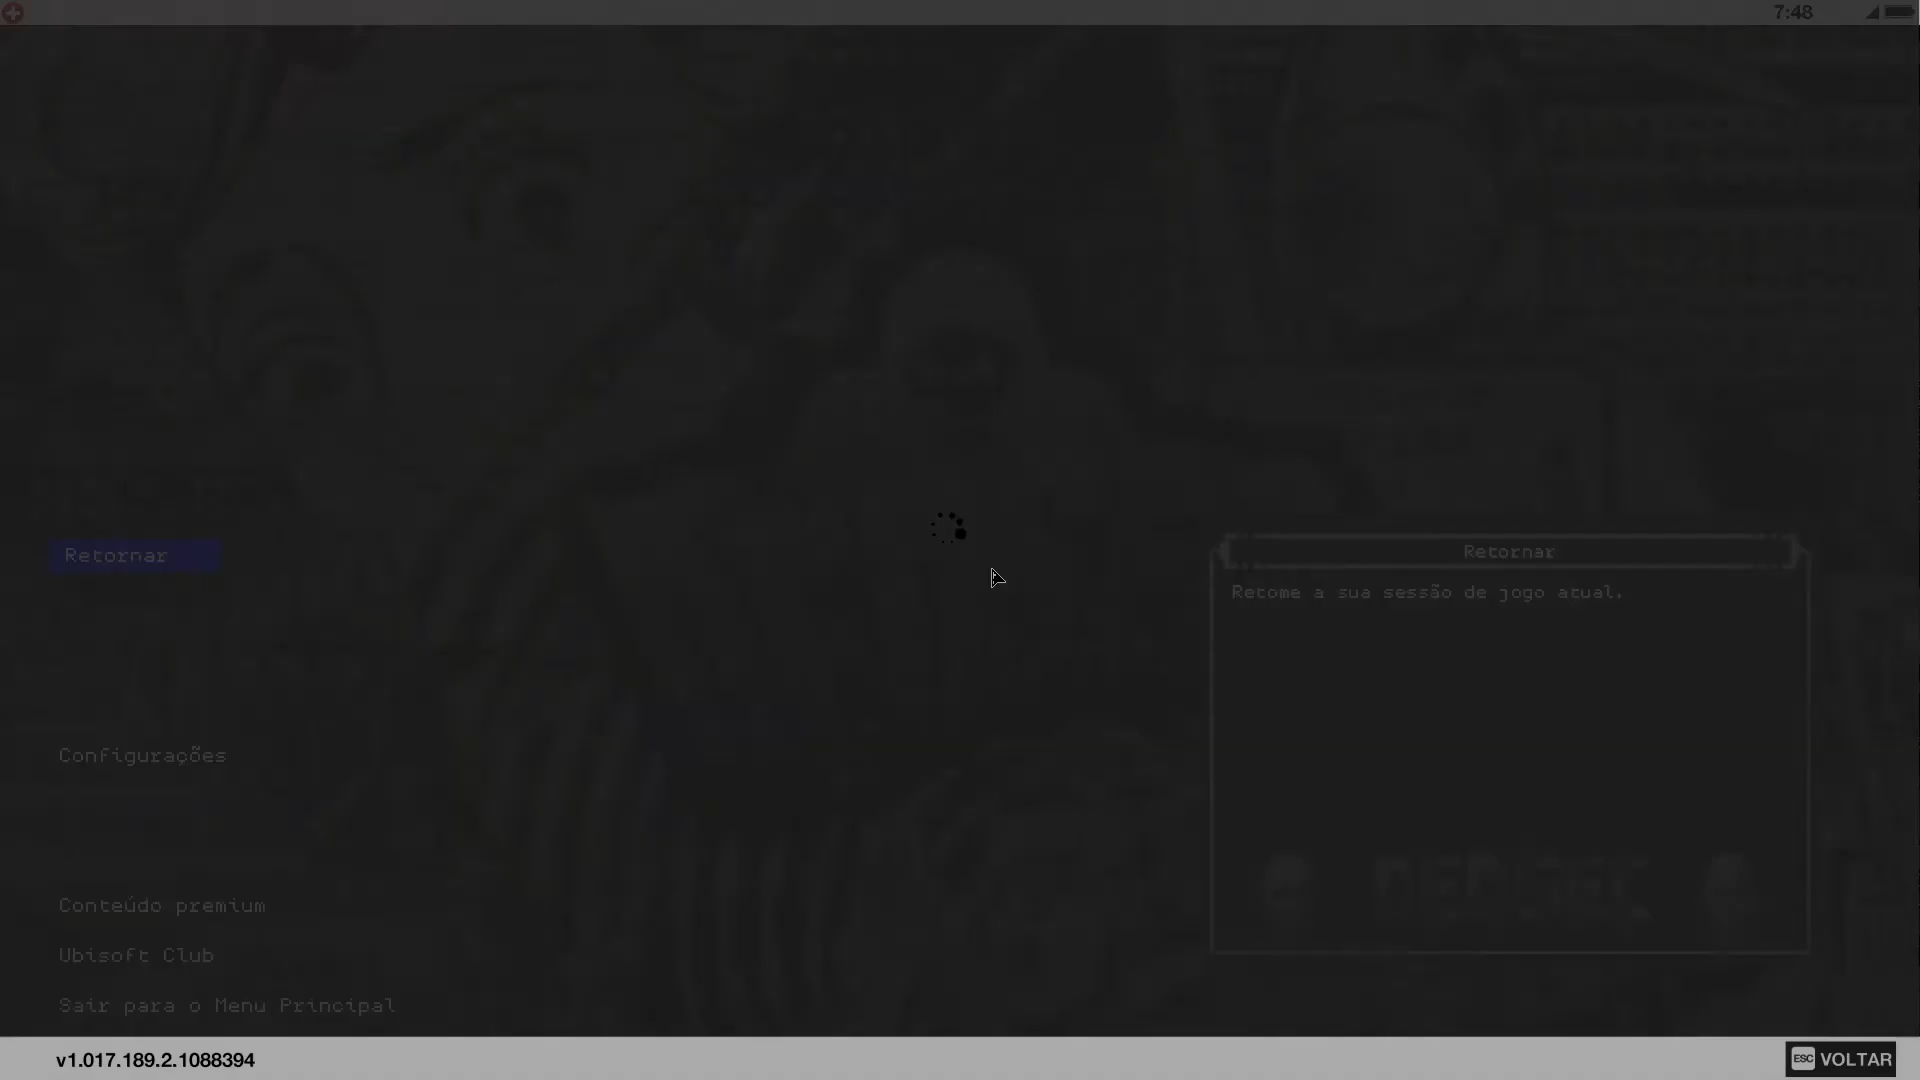 7:48
Retornar
Retornar
Retome a sua sessão de jogo atual.
Configurações
DEDSEC
Conteúdo premium
Ubisoft Club
Sair para o Menu Principal
v1.017.189.2.1088394
ESC VOLTAR